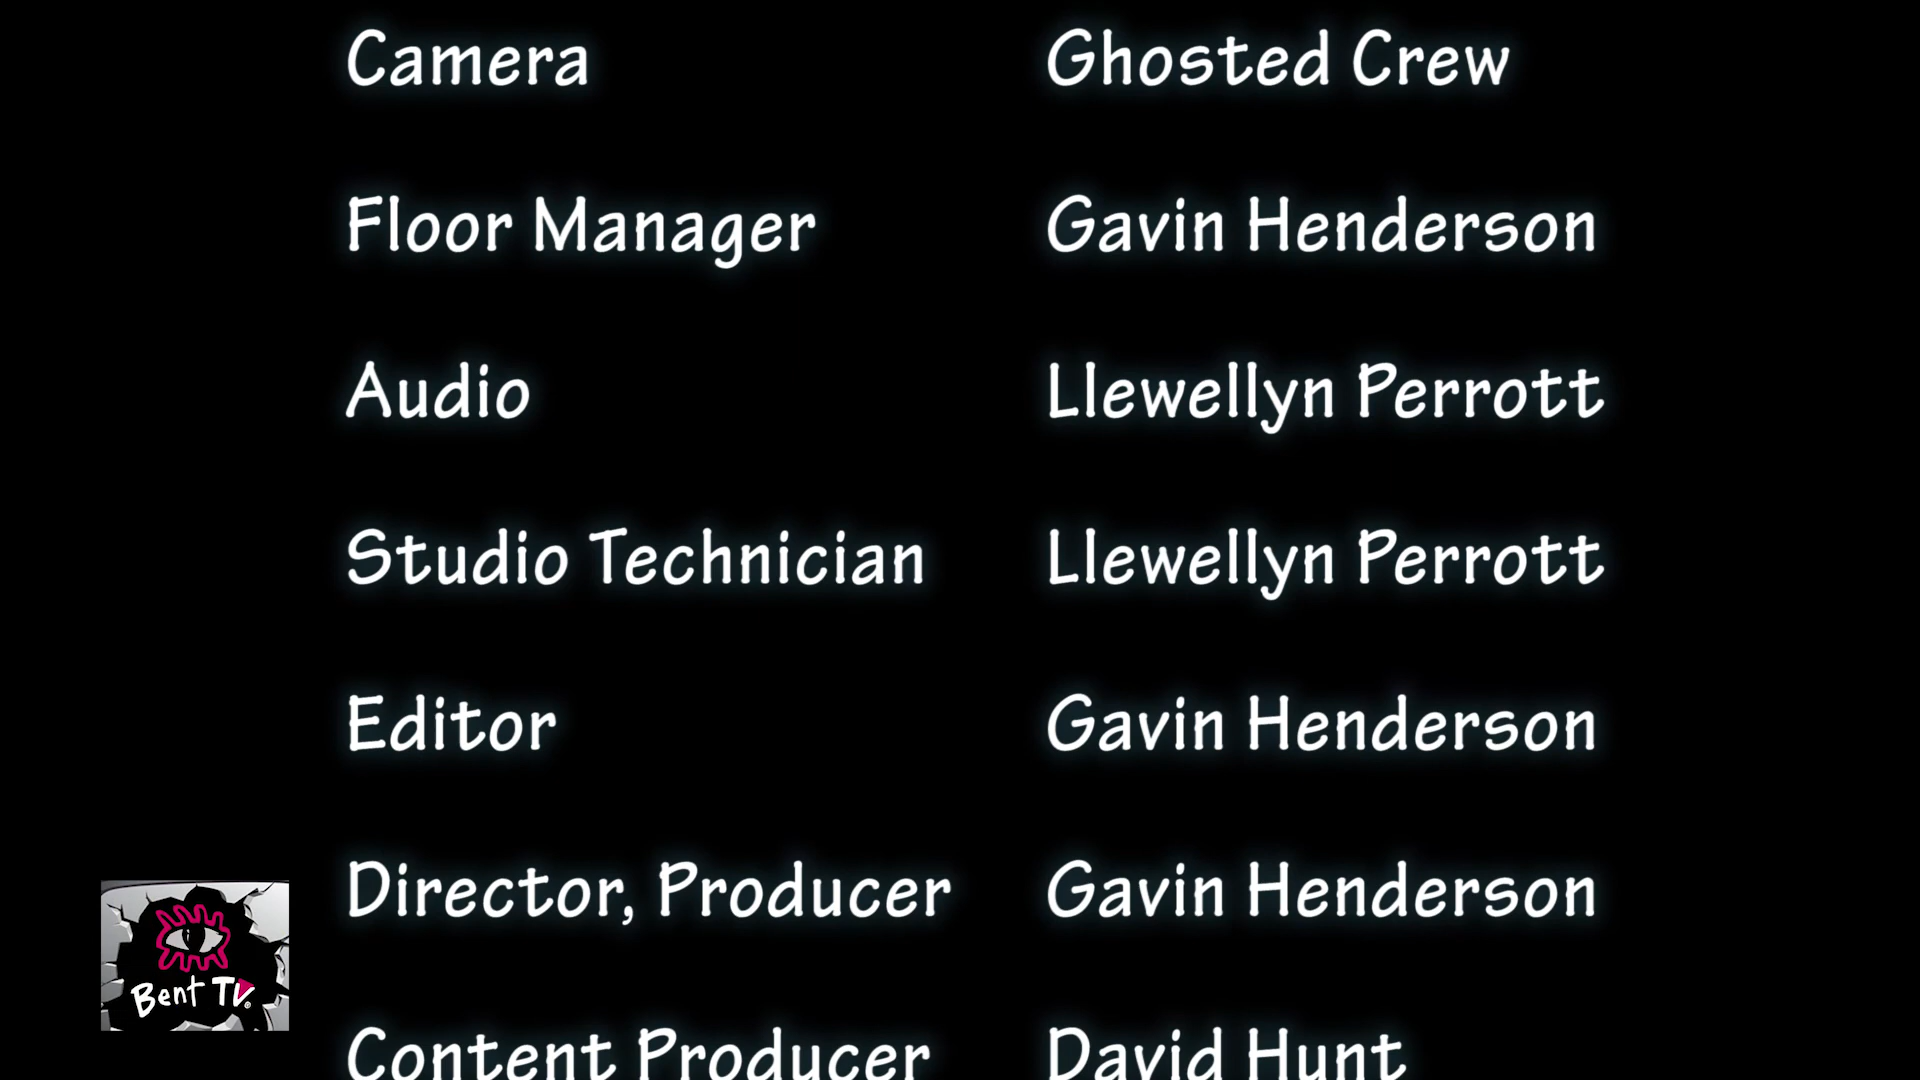 Camera Ghosted Crew
Floor Manager Gavin Henderson
Audio Llewellyn Perrott
Studio Technician Llewellyn Perrott
Editor Gavin Henderson
Director, Producer Gavin Henderson
Bent TV
Content Producer David Hunt